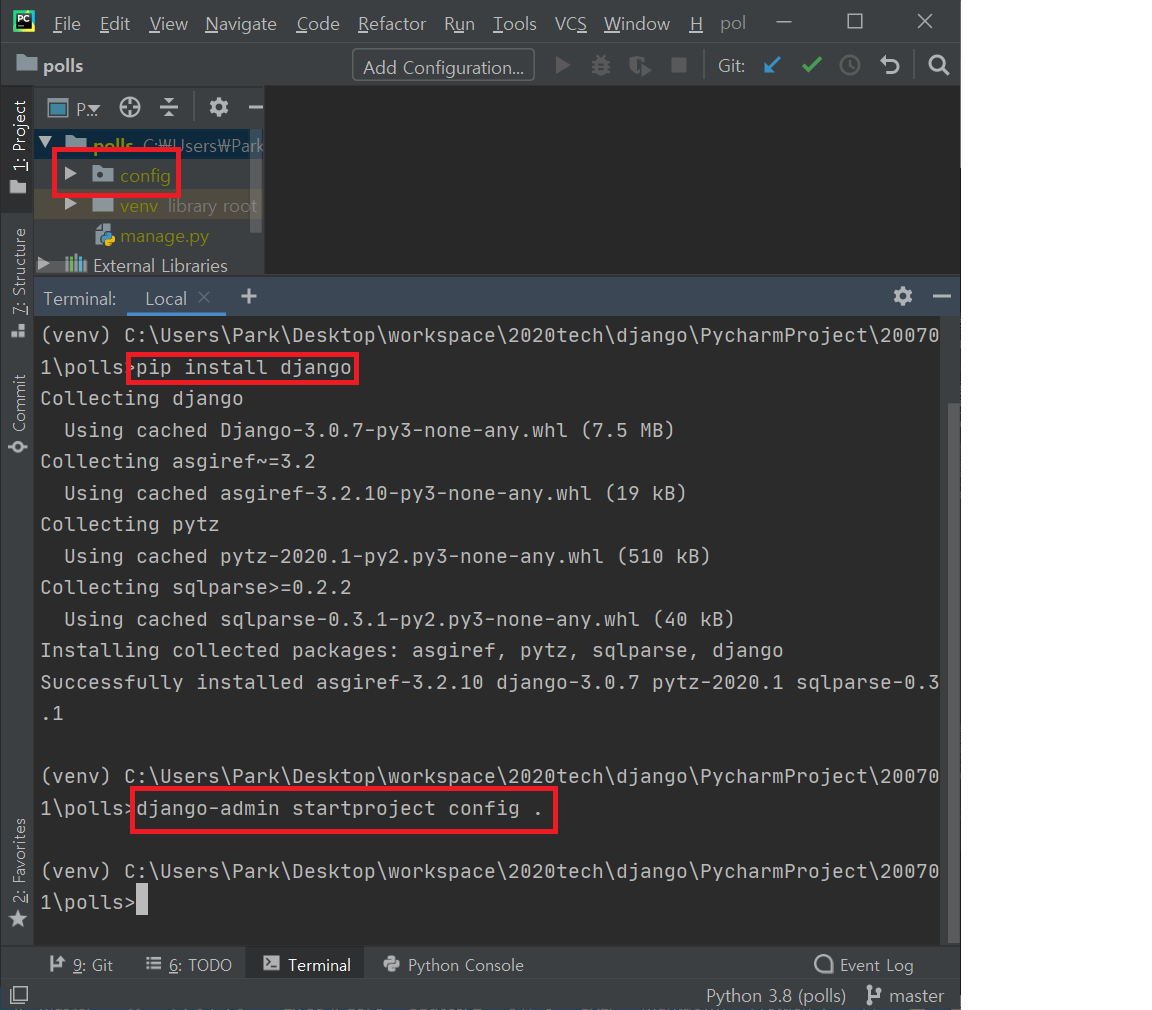 PC File Edit View Navigate Code Refactor Run Tools VCS Window H pol
polls Add Configuration... Git:
1: Project
P...
polls C:₩Users₩Park
config
venv library root
manage.py
External Libraries
7: Structure
Commit
2: Favorites
Terminal: Local
(venv) C:\Users\Park\Desktop\workspace\2020tech\django\PycharmProject\20070
1\polls>pip install django
Collecting django
Using cached Django-3.0.7-py3-none-any.whl (7.5 MB)
Collecting asgiref~=3.2
Using cached asgiref-3.2.10-py3-none-any.whl (19 kB)
Collecting pytz
Using cached pytz-2020.1-py2.py3-none-any.whl (510 kB)
Collecting sqlparse>=0.2.2
Using cached sqlparse-0.3.1-py2.py3-none-any.whl (40 kB)
Installing collected packages: asgiref, pytz, sqlparse, django
Successfully installed asgiref-3.2.10 django-3.0.7 pytz-2020.1 sqlparse-0.3
.1
(venv) C:\Users\Park\Desktop\workspace\2020tech\django\PycharmProject\20070
1\polls>django-admin startproject config .
(venv) C:\Users\Park\Desktop\workspace\2020tech\django\PycharmProject\20070
1\polls>
9: Git 6: TODO Terminal Python Console Event Log
Python 3.8 (polls) master